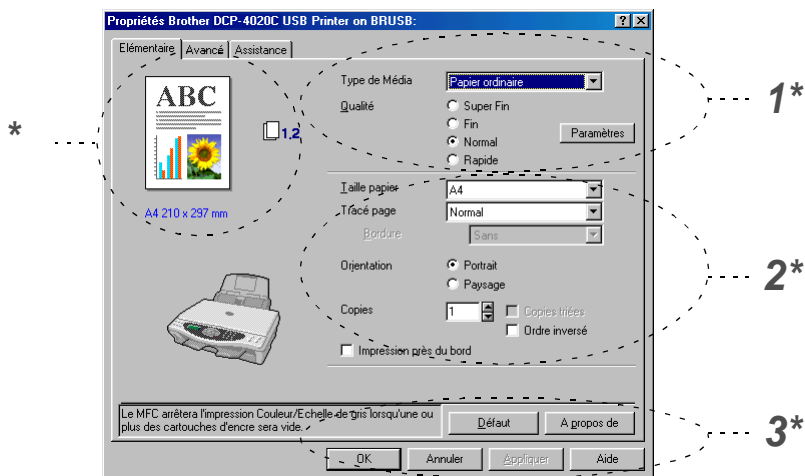 Propriétés Brother DCP-4020C USB Printer on BRUSB:
Elémentaire Avancé Assistance
ABC
1,2
A4 210 x 297 mm
*
Type de Média Papier ordinaire
Qualité Super Fin
Fin
Normal
Rapide
Paramètres
1*
Taille papier A4
Tracé page Normal
Bordure Sans
Orientation Portrait
Paysage
Copies 1 Copies triées
Ordre inversé
Impression près du bord
2*
Le MFC arrêtera l'impression Couleur/Echelle de gris lorsqu'une ou
plus des cartouches d'encre sera vide.
Défaut A propos de
3*
OK Annuler Appliquer Aide